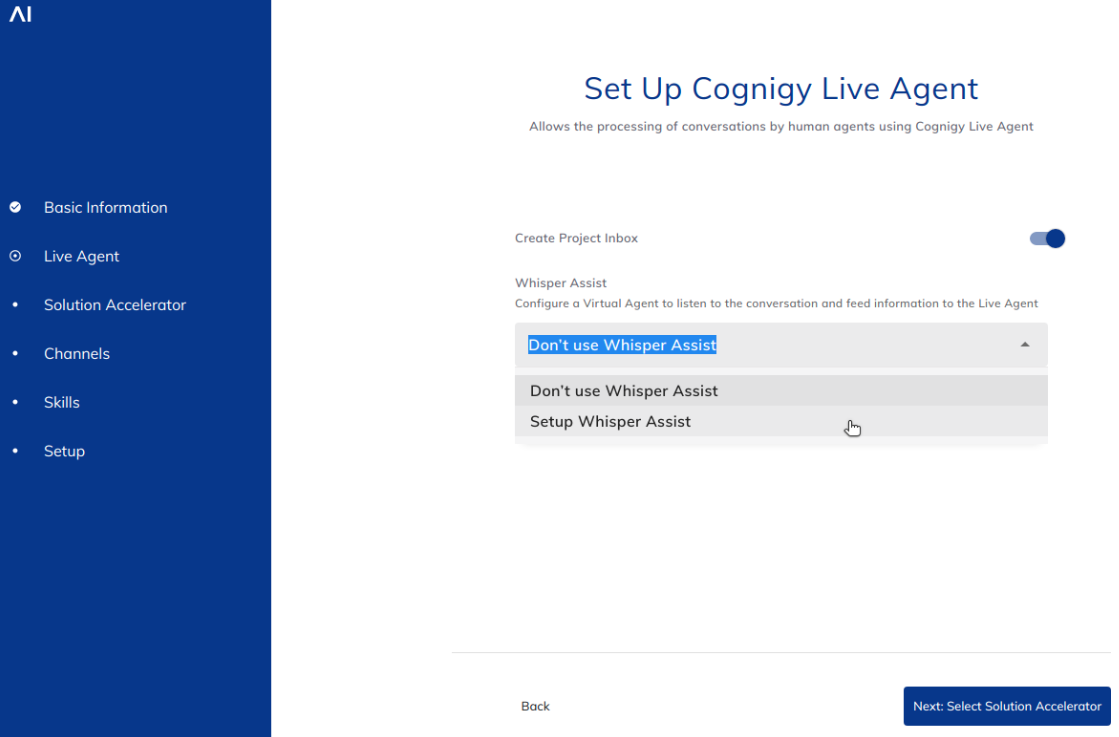 AI
Basic Information
Live Agent
Solution Accelerator
Channels
Skills
Setup
Set Up Cognigy Live Agent
Allows the processing of conversations by human agents using Cognigy Live Agent
Create Project Inbox
Whisper Assist
Configure a Virtual Agent to listen to the conversation and feed information to the Live Agent
Don't use Whisper Assist
Don't use Whisper Assist
Setup Whisper Assist
Back
Next: Select Solution Accelerator